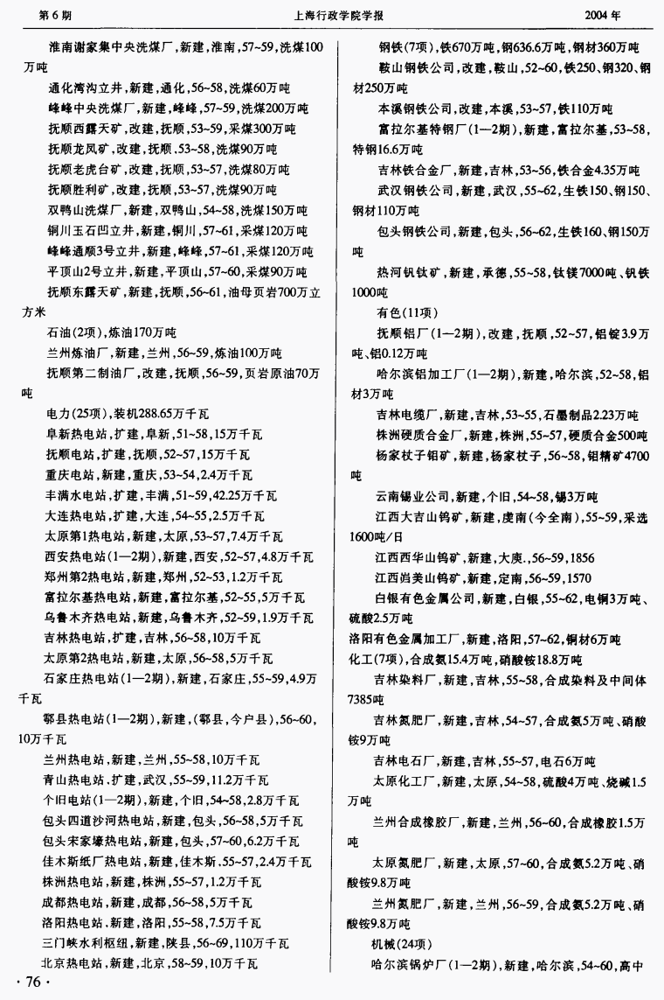 第6期
上海行政学院学报
2004年
淮南谢家集中央洗煤厂,新建,淮南,57~59,洗煤100
万吨
通化湾沟立井,新建,通化,56~58,洗煤60万吨
峰峰中央洗煤厂,新建,峰峰,57~59,洗煤200万吨
抚顺西露天矿,改建,抚顺,53~59,采煤300万吨
抚顺龙凤矿,改建,抚顺,53~58,洗煤90万吨
抚顺老虎台矿,改建,抚顺,53~57,洗煤80万吨
抚顺胜利矿,改建,抚顺,53~57,洗煤90万吨
双鸭山洗煤厂,新建,双鸭山,54~58,洗煤150万吨
铜川玉石凹立井,新建,铜川,57~61,采煤120万吨
峰峰通顺3号立井,新建,峰峰,57~61,采煤120万吨
平顶山2号立井,新建,平顶山,57~60,采煤90万吨
抚顺东露天矿,新建,抚顺,56~61,油母页岩700万立
方米
石油(2项),炼油170万吨
兰州炼油厂,新建,兰州,56~59,炼油100万吨
抚顺第二制油厂,改建,抚顺,56~59,页岩原油70万
吨
电力(25项),装机288.65万千瓦
阜新热电站,扩建,阜新,51~58,15万千瓦
抚顺电站,扩建,抚顺,52~57,15万千瓦
重庆电站,新建,重庆,53~54,2.4万千瓦
丰满水电站,扩建,丰满,51~59,42.25万千瓦
大连热电站,扩建,大连,54~55,2.5万千瓦
太原第1热电站,新建,太原,53~57,7.4万千瓦
西安热电站(1—2期),新建,西安,52~57,4.8万千瓦
郑州第2热电站,新建,郑州,52~53,1.2万千瓦
富拉尔基热电站,新建,富拉尔基,52~55,5万千瓦
乌鲁木齐热电站,新建,乌鲁木齐,52~59,1.9万千瓦
吉林热电站,扩建,吉林,56~58,10万千瓦
太原第2热电站,新建,太原,56~58,5万千瓦
石家庄热电站(1—2期),新建,石家庄,55~59,4.9万
千瓦
鄠县热电站(1—2期),新建,(鄠县,今户县),56~60,
10万千瓦
兰州热电站,新建,兰州,55~58,10万千瓦
青山热电站,扩建,武汉,55~59,11.2万千瓦
个旧电站(1—2期),新建,个旧,54~58,2.8万千瓦
包头四道沙河热电站,新建,包头,56~58,5万千瓦
包头宋家壕热电站,新建,包头,57~60,6.2万千瓦
佳木斯纸厂热电站,新建,佳木斯,55~57,2.4万千瓦
株洲热电站,新建,株洲,55~57,1.2万千瓦
成都热电站,新建,成都,56~58,5万千瓦
洛阳热电站,新建,洛阳,55~58,7.5万千瓦
三门峡水利枢纽,新建,陕县,56~69,110万千瓦
北京热电站,新建,北京,58~59,10万千瓦
钢铁(7项),铁670万吨,钢636.6万吨,钢材360万吨
鞍山钢铁公司,改建,鞍山,52~60,铁250、钢320、钢
材250万吨
本溪钢铁公司,改建,本溪,53~57,铁110万吨
富拉尔基特钢厂(1—2期),新建,富拉尔基,53~58,
特钢16.6万吨
吉林铁合金厂,新建,吉林,53~56,铁合金4.35万吨
武汉钢铁公司,新建,武汉,55~62,生铁150、钢150、
钢材110万吨
包头钢铁公司,新建,包头,56~62,生铁160、钢150万
吨
热河钒钛矿,新建,承德,55~58,钛镁7000吨、钒铁
1000吨
有色(11项)
抚顺铝厂(1—2期),改建,抚顺,52~57,铝锭3.9万
吨、铝0.12万吨
哈尔滨铝加工厂(1—2期),新建,哈尔滨,52~58,铝
材3万吨
吉林电缆厂,新建,吉林,53~55,石墨制品2.23万吨
株洲硬质合金厂,新建,株洲,55~57,硬质合金500吨
杨家杖子钼矿,新建,杨家杖子,56~58,钼精矿4700
吨
云南锡业公司,新建,个旧,54~58,锡3万吨
江西大吉山钨矿,新建,虔南(今全南),55~59,采选
1600吨/日
江西西华山钨矿,新建,大庾.,56~59,1856
江西岿美山钨矿,新建,定南,56~59,1570
白银有色金属公司,新建,白银,55~62,电铜3万吨、
硫酸2.5万吨
洛阳有色金属加工厂,新建,洛阳,57~62,铜材6万吨
化工(7项),合成氨15.4万吨,硝酸铵18.8万吨
吉林染料厂,新建,吉林,55~58,合成染料及中间体
7385吨
吉林氮肥厂,新建,吉林,54~57,合成氨5万吨、硝酸
铵9万吨
吉林电石厂,新建,吉林,55~57,电石6万吨
太原化工厂,新建,太原,54~58,硫酸4万吨、烧碱1.5
万吨
兰州合成橡胶厂,新建,兰州,56~60,合成橡胶1.5万
吨
太原氮肥厂,新建,太原,57~60,合成氨5.2万吨、硝
酸铵9.8万吨
兰州氮肥厂,新建,兰州,56~59,合成氨5.2万吨、硝
酸铵9.8万吨
机械(24项)
哈尔滨锅炉厂(1—2期),新建,哈尔滨,54~60,高中
·76·